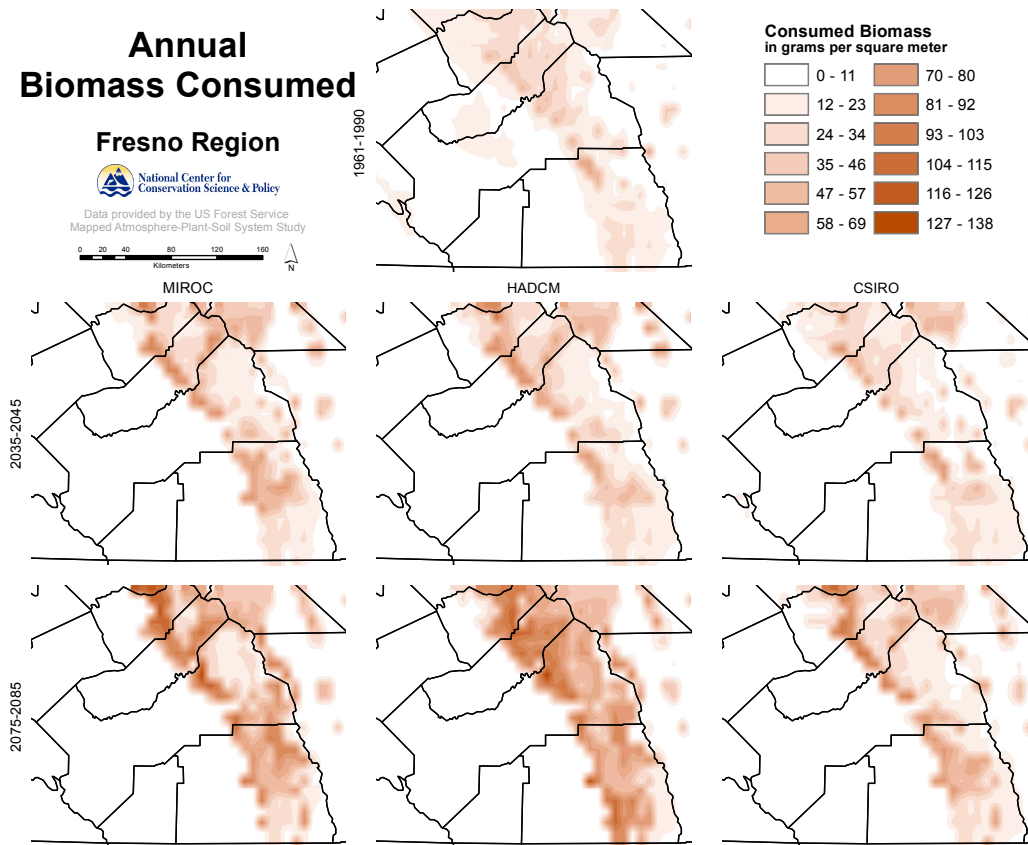 Annual
Biomass Consumed
Fresno Region
National Center for
Conservation Science & Policy
Data provided by the US Forest Service
Mapped Atmosphere-Plant-Soil System Study
0 10 20 40 80 120 160
Kilometers
N
1961-1990
Consumed Biomass
in grams per square meter
0 - 11
12 - 23
24 - 34
35 - 46
47 - 57
58 - 69
70 - 80
81 - 92
93 - 103
104 - 115
116 - 126
127 - 138
MIROC
HADCM
CSIRO
2035-2045
2075-2085